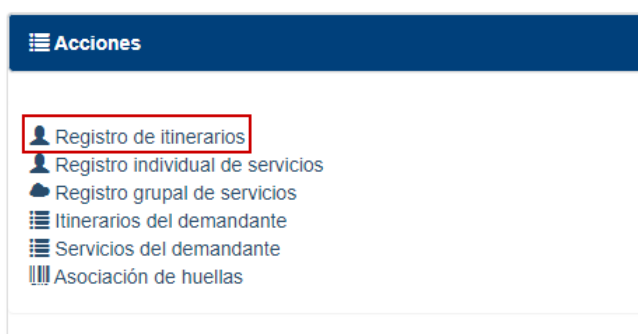 Acciones
Registro de itinerarios
Registro individual de servicios
Registro grupal de servicios
Itinerarios del demandante
Servicios del demandante
Asociación de huellas